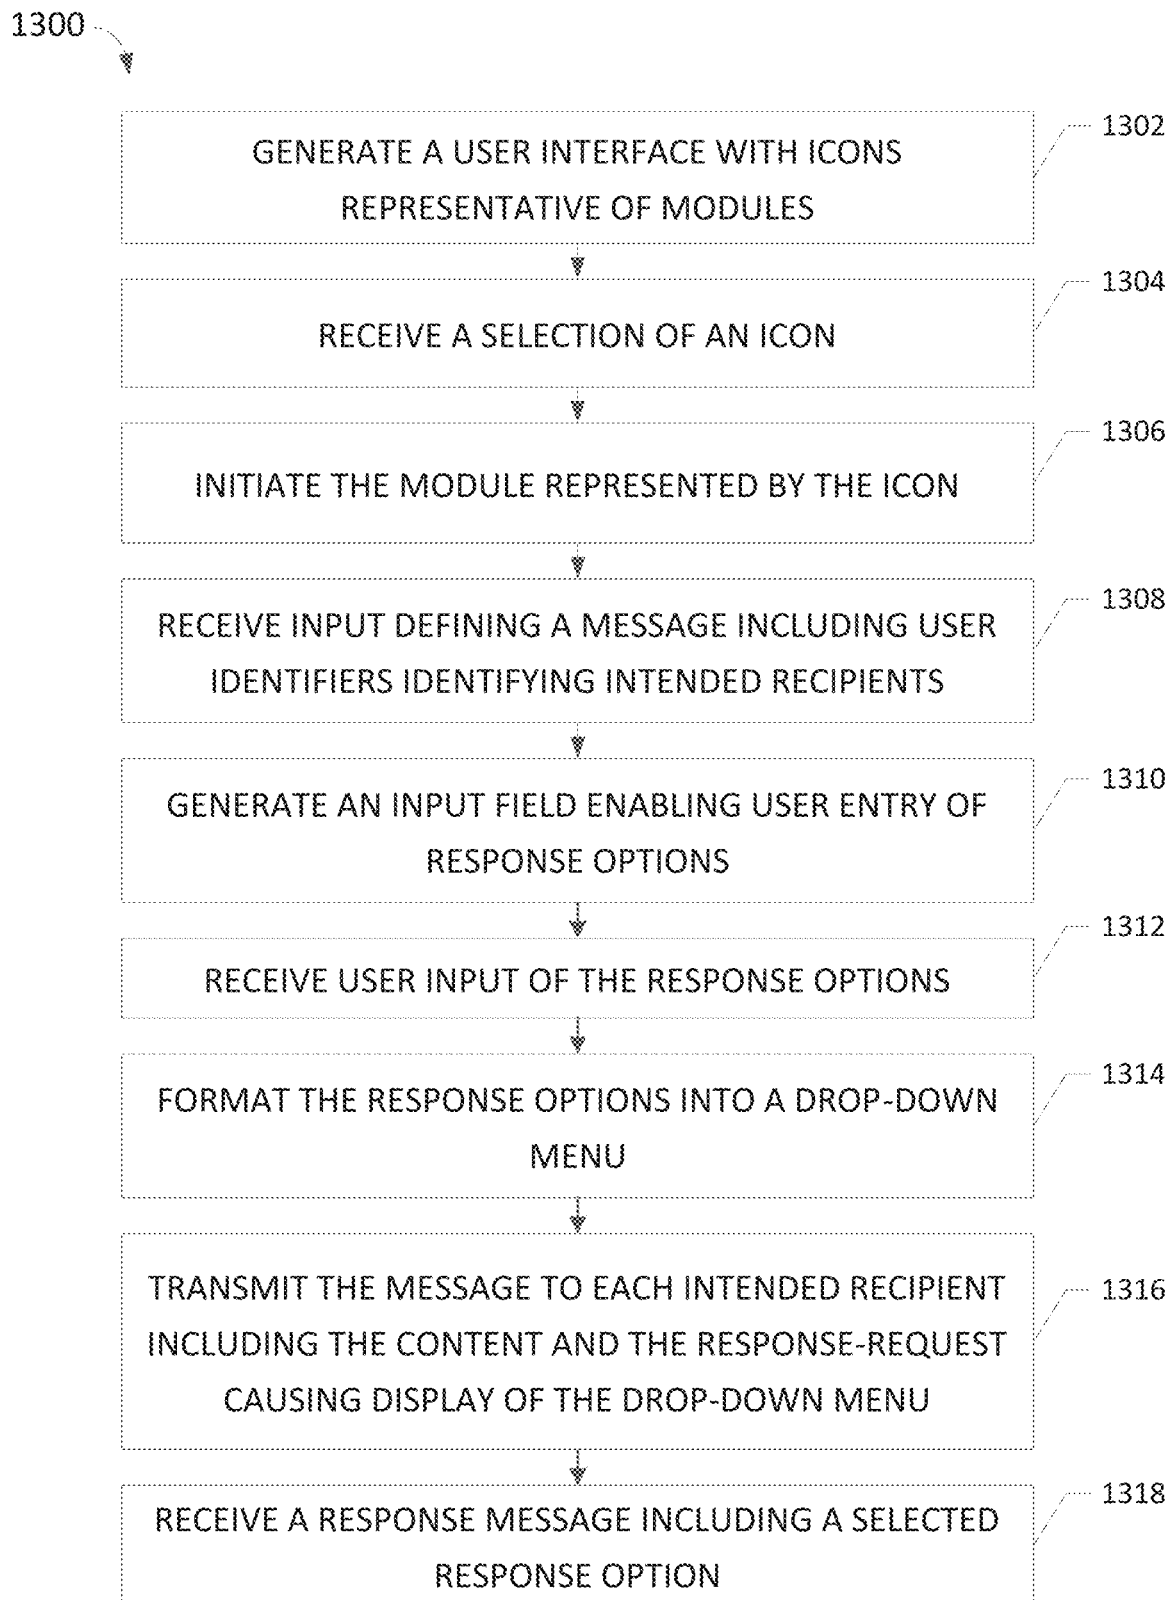 1300
GENERATE A USER INTERFACE WITH ICONS
REPRESENTATIVE OF MODULES
1302
RECEIVE A SELECTION OF AN ICON
1304
INITIATE THE MODULE REPRESENTED BY THE ICON
1306
RECEIVE INPUT DEFINING A MESSAGE INCLUDING USER
IDENTIFIERS IDENTIFYING INTENDED RECIPIENTS
1308
GENERATE AN INPUT FIELD ENABLING USER ENTRY OF
RESPONSE OPTIONS
1310
RECEIVE USER INPUT OF THE RESPONSE OPTIONS
1312
FORMAT THE RESPONSE OPTIONS INTO A DROP-DOWN
MENU
1314
TRANSMIT THE MESSAGE TO EACH INTENDED RECIPIENT
INCLUDING THE CONTENT AND THE RESPONSE-REQUEST
CAUSING DISPLAY OF THE DROP-DOWN MENU
1316
RECEIVE A RESPONSE MESSAGE INCLUDING A SELECTED
RESPONSE OPTION
1318